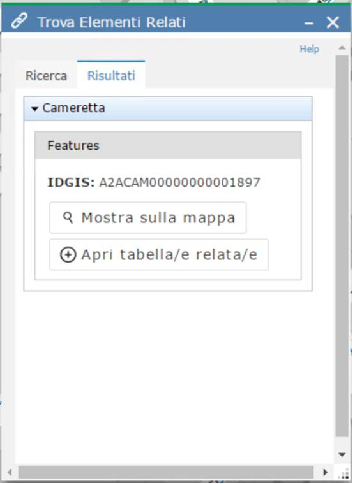 Trova Elementi Relati
Help
Ricerca
Risultati
Cameretta
Features
IDGIS: A2ACAM00000000001897
Mostra sulla mappa
Apri tabella/e relata/e